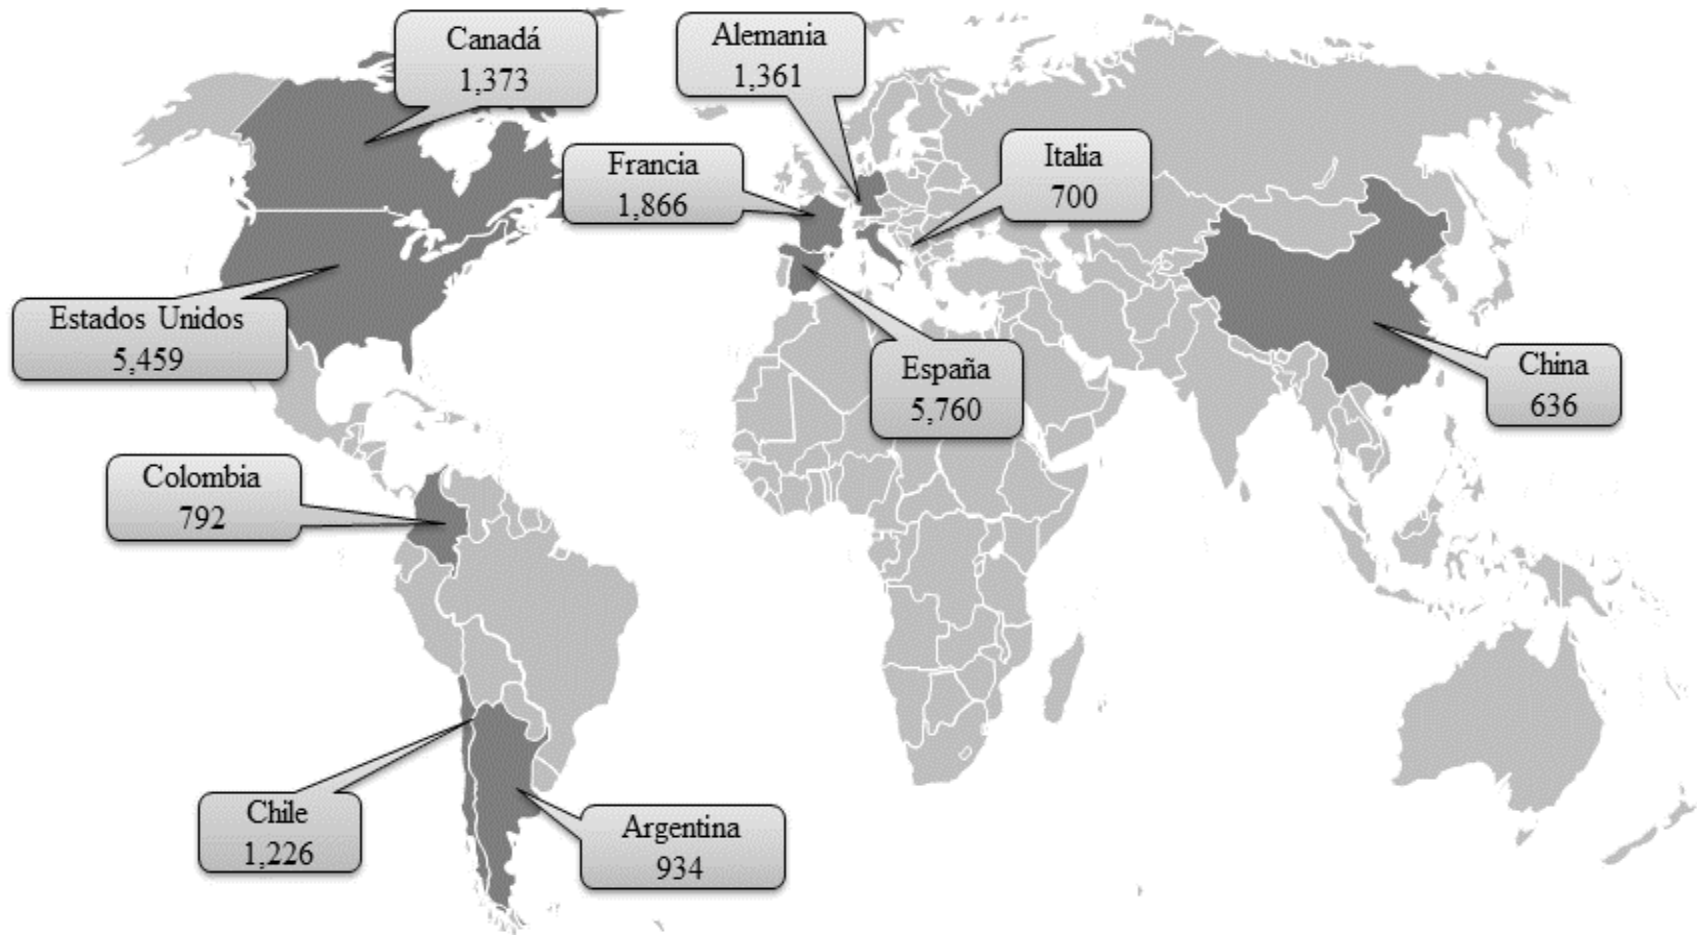 Canadá
1,373
Alemania
1,361
Francia
1,866
Italia
700
Estados Unidos
5,459
España
5,760
China
636
Colombia
792
Chile
1,226
Argentina
934